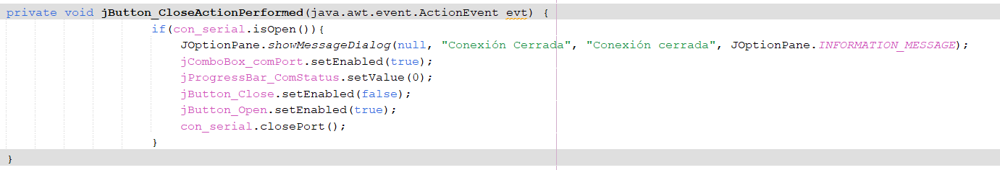 private void jButton_CloseActionPerformed(java.awt.event.ActionEvent evt) {
if(con_serial.isOpen()){
JOptionPane.showMessageDialog(null, "Conexión Cerrada", "Conexión cerrada", JOptionPane.INFORMATION_MESSAGE);
jComboBox_comPort.setEnabled(true);
jProgressBar_ComStatus.setValue(0);
jButton_Close.setEnabled(false);
jButton_Open.setEnabled(true);
con_serial.closePort();
}
}